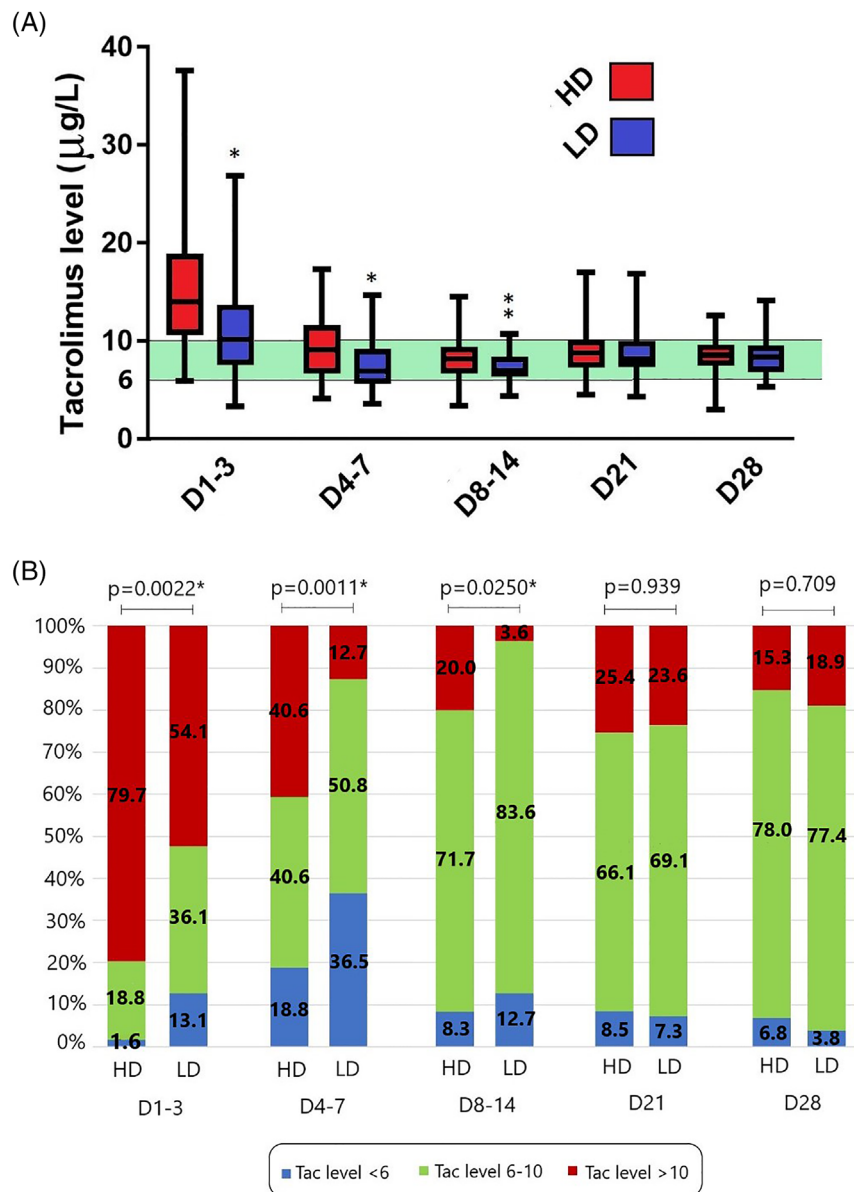 (A)
Tacrolimus level (µg/L)
40
30
20
10
6
0
HD
LD
*
*
*
*
D1-3
D4-7
D8-14
D21
D28
(B)
p=0.0022*
p=0.0011*
p=0.0250*
p=0.939
p=0.709
100%
90%
80%
70%
60%
50%
40%
30%
20%
10%
0%
79.7
18.8
1.6
54.1
36.1
13.1
40.6
40.6
18.8
12.7
50.8
36.5
20.0
71.7
8.3
3.6
83.6
12.7
25.4
66.1
8.5
23.6
69.1
7.3
15.3
78.0
6.8
18.9
77.4
3.8
HD LD HD LD HD LD HD LD HD LD
D1-3 D4-7 D8-14 D21 D28
Tac level <6 Tac level 6-10 Tac level >10